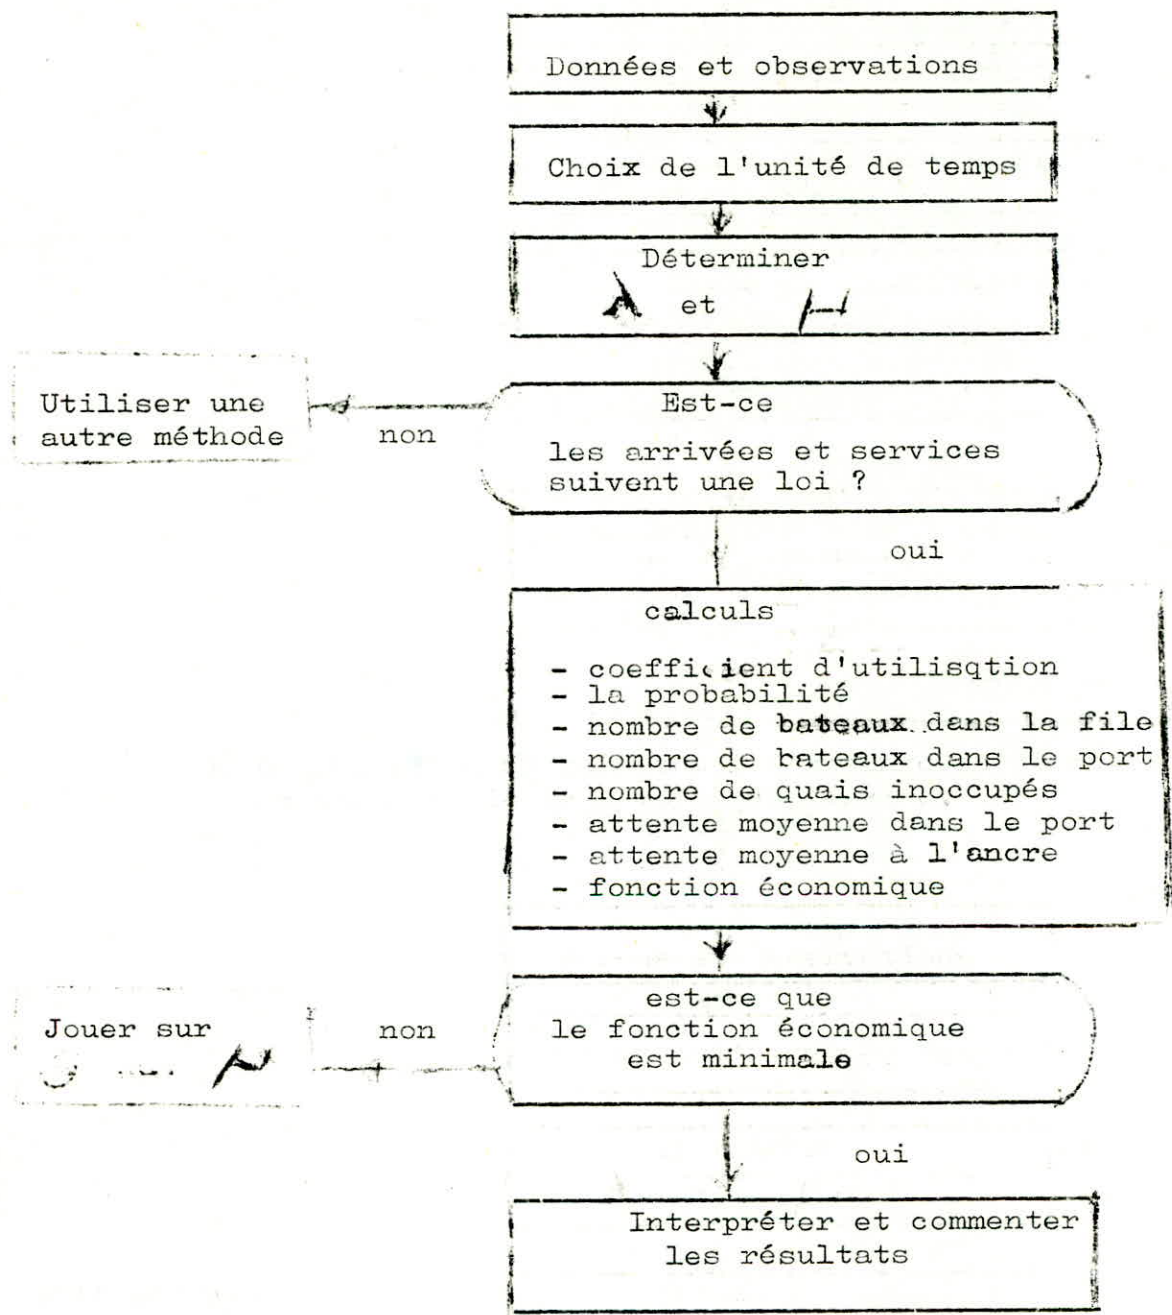 Données et observations
Choix de l'unité de temps
Déterminer
λ et μ
Est-ce
les arrivées et services
suivent une loi ?
non
Utiliser une
autre méthode
oui
calculs
- coefficient d'utilisqtion
- la probabilité
- nombre de bateaux dans la file
- nombre de bateaux dans le port
- nombre de quais inoccupés
- attente moyenne dans le port
- attente moyenne à l'ancre
- fonction économique
est-ce que
le fonction économique
est minimale
non
Jouer sur
μ
oui
Interpréter et commenter
les résultats